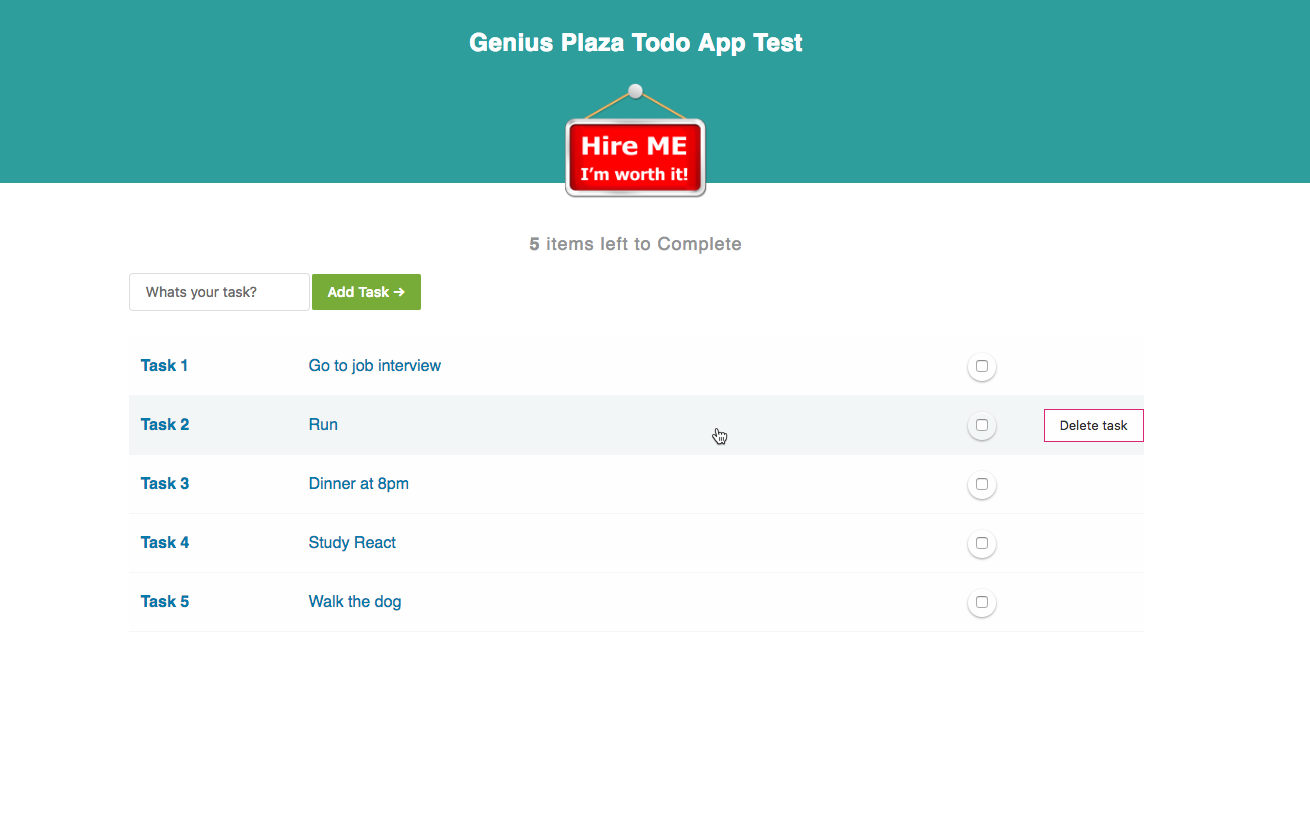 Genius Plaza Todo App Test
Hire ME
I'm worth it!
5 items left to Complete
Whats your task? Add Task →
Task 1 Go to job interview
Task 2 Run Delete task
Task 3 Dinner at 8pm
Task 4 Study React
Task 5 Walk the dog